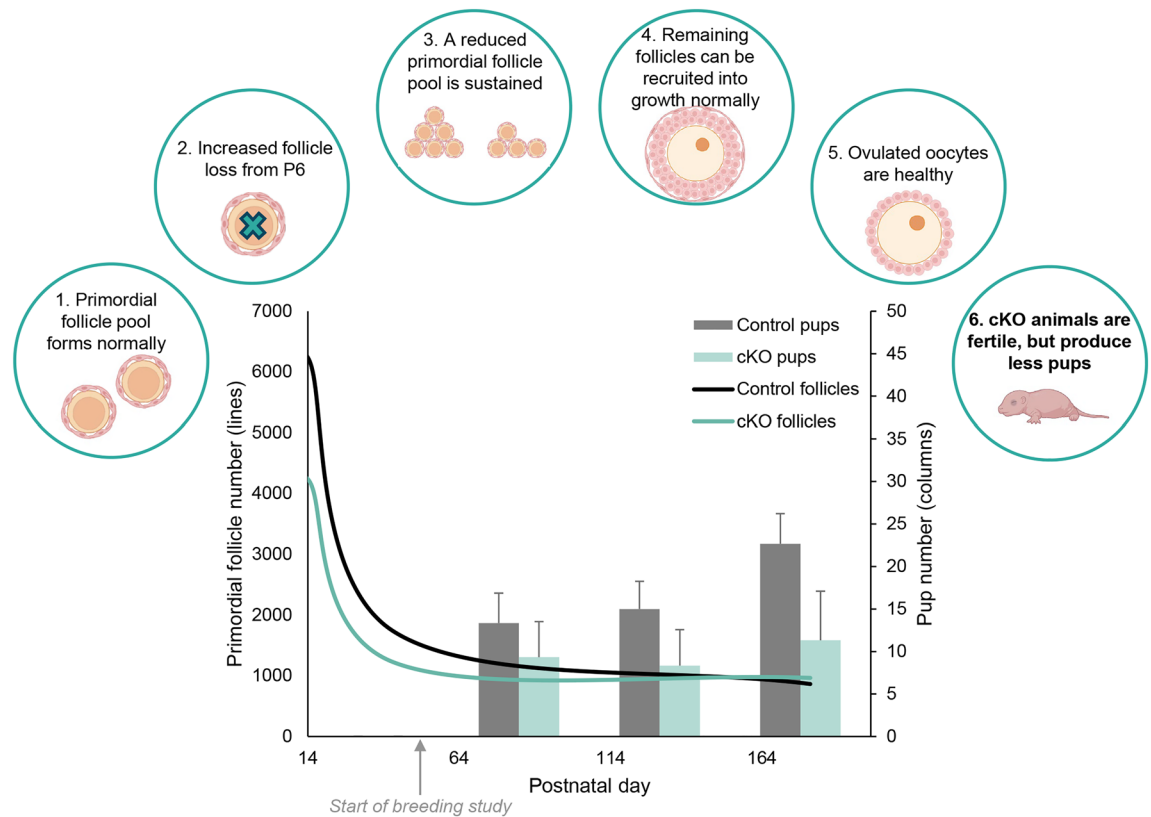 3. A reduced
primordial follicle
pool is sustained
4. Remaining
follicles can be
recruited into
growth normally
2. Increased follicle
loss from P6
5. Ovulated oocytes
are healthy
1. Primordial
follicle pool
forms normally
6. cKO animals are
fertile, but produce
less pups
Primordial follicle number (lines)
7000
6000
5000
4000
3000
2000
1000
0
Control pups
cKO pups
Control follicles
cKO follicles
50
45
40
35
30
25
20
15
10
5
0
Pup number (columns)
14
64
114
164
Postnatal day
Start of breeding study